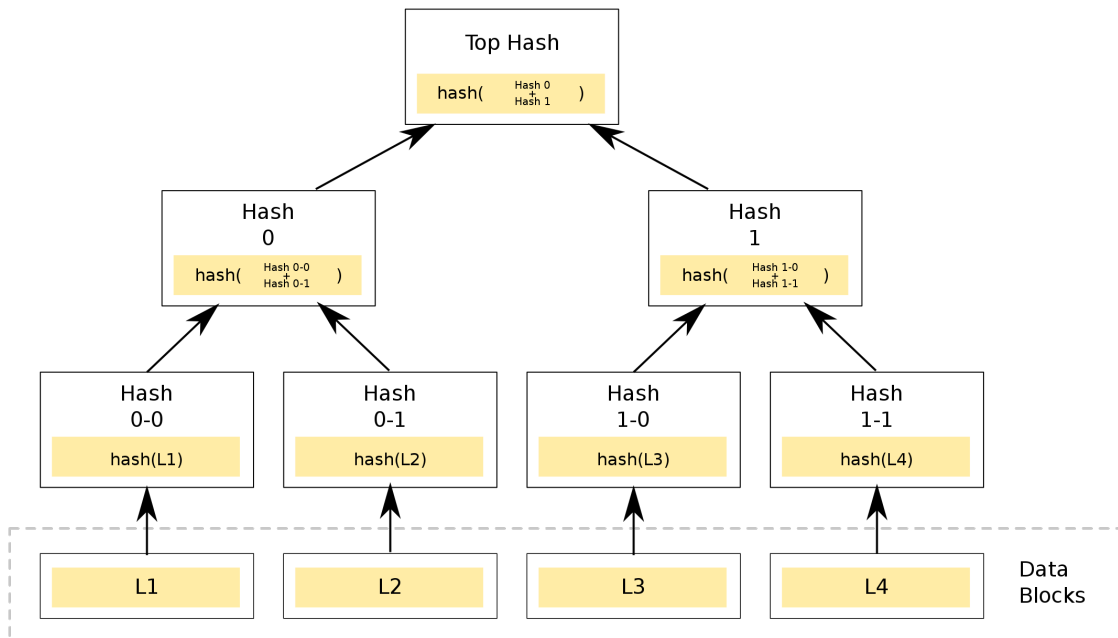 Top Hash
hash(
Hash 0
+
Hash 1
)
Hash
0
hash(
Hash 0-0
+
Hash 0-1
)
Hash
1
hash(
Hash 1-0
+
Hash 1-1
)
Hash
0-0
hash(L1)
Hash
0-1
hash(L2)
Hash
1-0
hash(L3)
Hash
1-1
hash(L4)
L1
L2
L3
L4
Data
Blocks